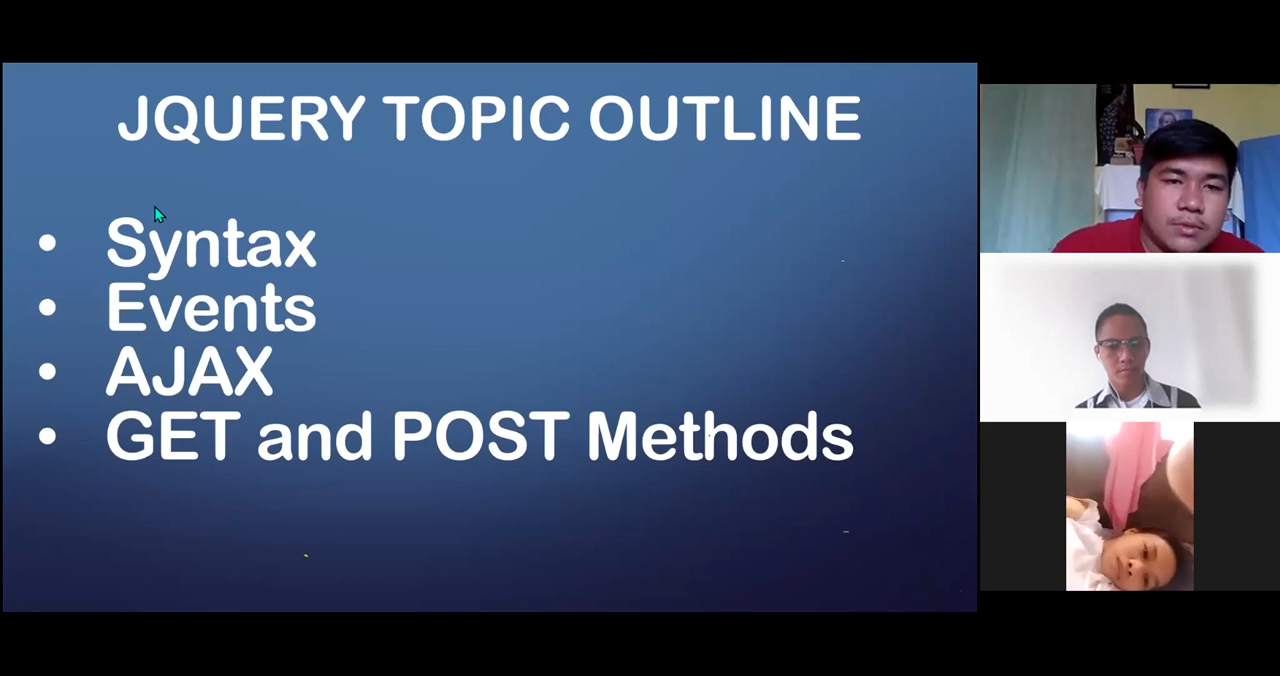 JQUERY TOPIC OUTLINE
• Syntax
• Events
• AJAX
• GET and POST Methods